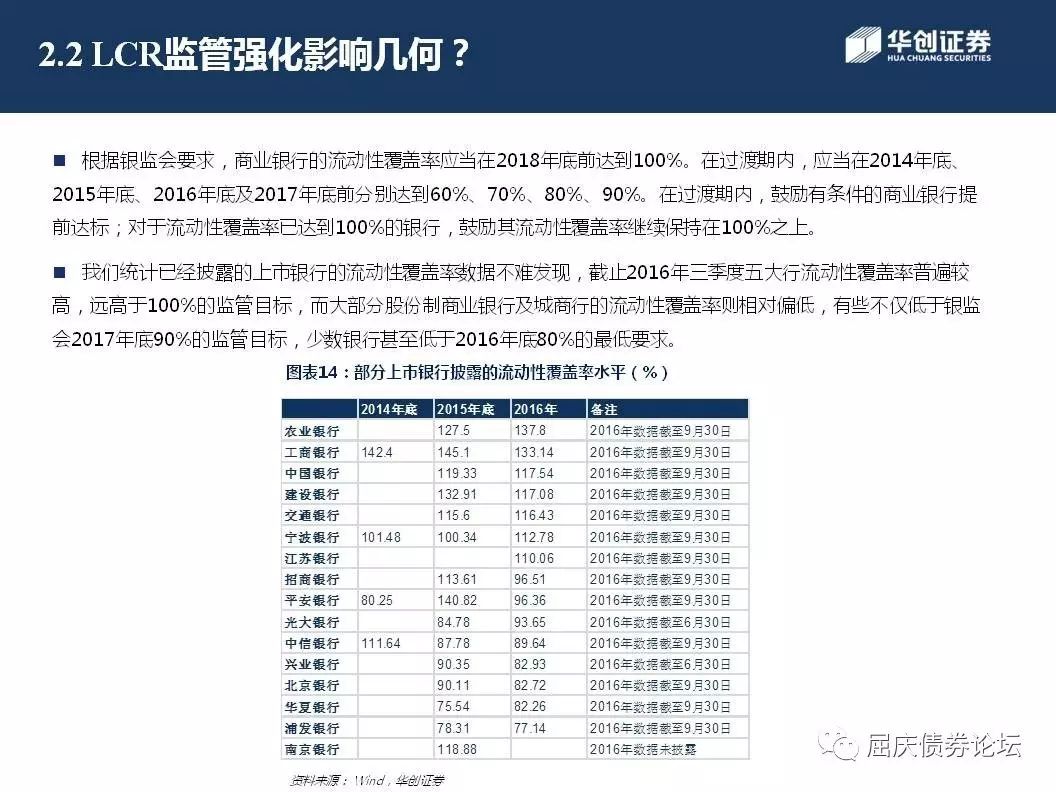 2.2 LCR监管强化影响几何？
华创证券
HUA CHUANG SECURITIES
■ 根据银监会要求，商业银行的流动性覆盖率应当在2018年底前达到100%。在过渡期内，应当在2014年底、
2015年底、2016年底及2017年底前分别达到60%、70%、80%、90%。在过渡期内，鼓励有条件的商业银行提
前达标；对于流动性覆盖率已达到100%的银行，鼓励其流动性覆盖率继续保持在100%之上。
■ 我们统计已经披露的上市银行的流动性覆盖率数据不难发现，截止2016年三季度五大行流动性覆盖率普遍较
高，远高于100%的监管目标，而大部分股份制商业银行及城商行的流动性覆盖率则相对偏低，有些不仅低于银监
会2017年底90%的监管目标，少数银行甚至低于2016年底80%的最低要求。
图表14：部分上市银行披露的流动性覆盖率水平（%）
2014年底 2015年底 2016年 备注
农业银行 127.5 137.8 2016年数据截至9月30日
工商银行 142.4 145.1 133.14 2016年数据截至9月30日
中国银行 119.33 117.54 2016年数据截至9月30日
建设银行 132.91 117.08 2016年数据截至9月30日
交通银行 115.6 116.43 2016年数据截至9月30日
宁波银行 101.48 100.34 112.78 2016年数据截至9月30日
江苏银行 110.06 2016年数据截至9月30日
招商银行 113.61 96.51 2016年数据截至9月30日
平安银行 80.25 140.82 96.36 2016年数据截至9月30日
光大银行 84.78 93.65 2016年数据截至6月30日
中信银行 111.64 87.78 89.64 2016年数据截至9月30日
兴业银行 90.35 82.93 2016年数据截至6月30日
北京银行 90.11 82.72 2016年数据截至9月30日
华夏银行 75.54 82.26 2016年数据截至9月30日
浦发银行 78.31 77.14 2016年数据截至9月30日
南京银行 118.88 2016年数据未披露
资料来源：Wind，华创证券
屈庆债券论坛